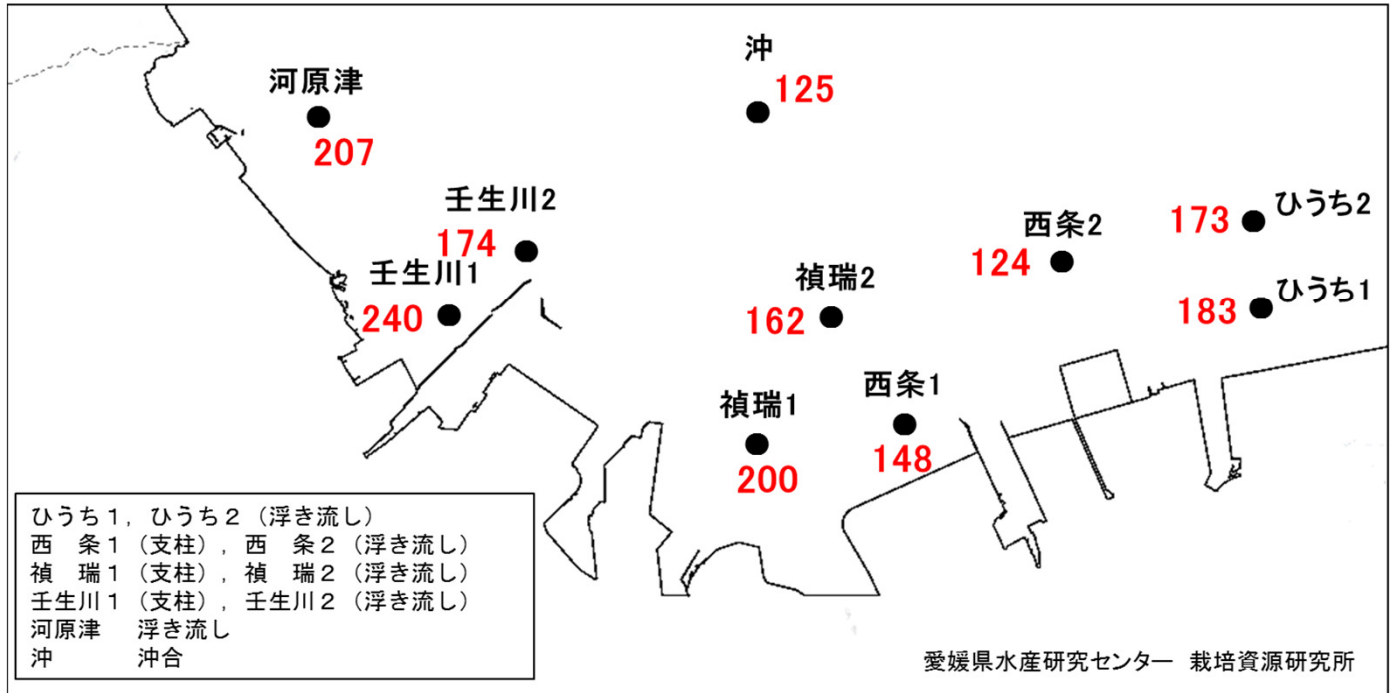 沖
125
河原津
207
壬生川2
174
壬生川1
240
西条2
124
173
ひうち2
ひうち1
183
禎瑞2
162
西条1
148
禎瑞1
200
ひうち1,ひうち2(浮き流し)
西 条1(支柱),西 条2(浮き流し)
禎 瑞1(支柱),禎 瑞2(浮き流し)
壬生川1(支柱),壬生川2(浮き流し)
河原津 浮き流し
沖 沖合
愛媛県水産研究センター 栽培資源研究所